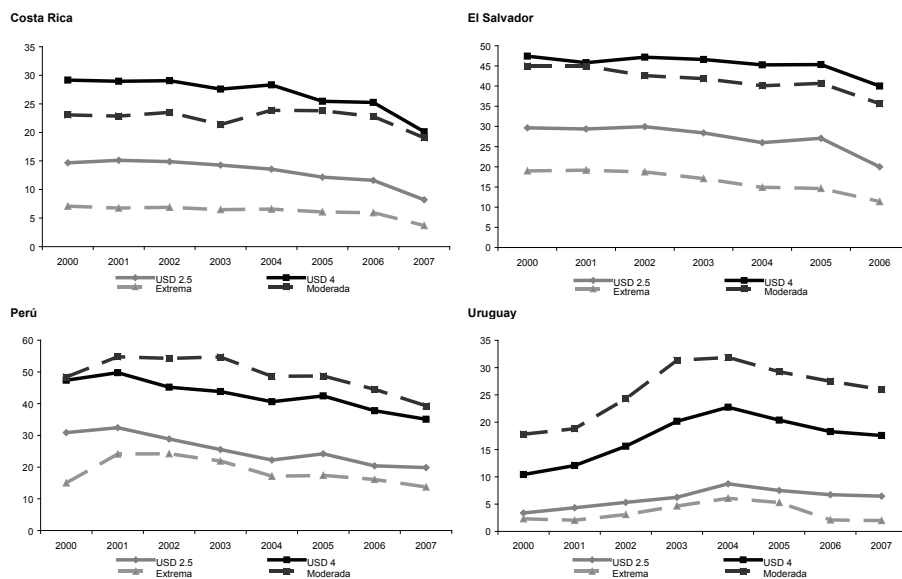 Costa Rica
35
30
25
20
15
10
5
0
2000 2001 2002 2003 2004 2005 2006 2007
USD 2.5 USD 4
Extrema Moderada
El Salvador
50
45
40
35
30
25
20
15
10
5
0
2000 2001 2002 2003 2004 2005 2006
USD 2.5 USD 4
Extrema Moderada
Perú
60
50
40
30
20
10
0
2000 2001 2002 2003 2004 2005 2006 2007
USD 2.5 USD 4
Extrema Moderada
Uruguay
35
30
25
20
15
10
5
0
2000 2001 2002 2003 2004 2005 2006 2007
USD 2.5 USD 4
Extrema Moderada